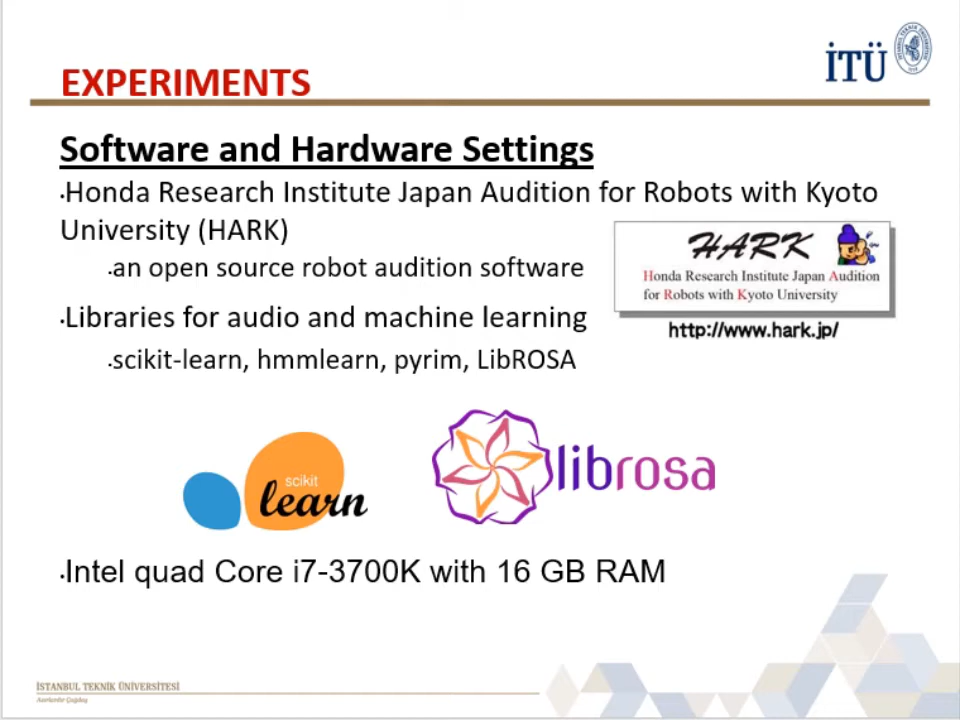 İTÜ
EXPERIMENTS
Software and Hardware Settings
·Honda Research Institute Japan Audition for Robots with Kyoto
University (HARK)
·an open source robot audition software
HARK
Honda Research Institute Japan Audition
for Robots with Kyoto University
http://www.hark.jp/
·Libraries for audio and machine learning
·scikit-learn, hmmlearn, pyrim, LibROSA
scikit
learn
librosa
·Intel quad Core i7-3700K with 16 GB RAM
İSTANBUL TEKNİK ÜNİVERSİTESİ
Asırlardır Çağdaş